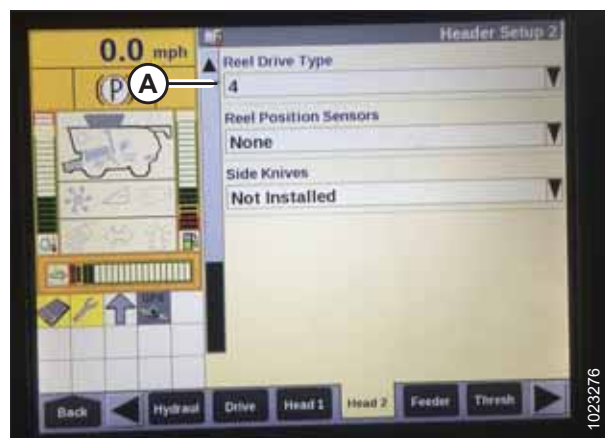 0.0 mph
(P)
A
Header Setup 2
Reel Drive Type
4
Reel Position Sensors
None
Side Knives
Not Installed
GPS
Back
Hydraul
Drive
Head 1
Head 2
Feeder
Thresh
1023276